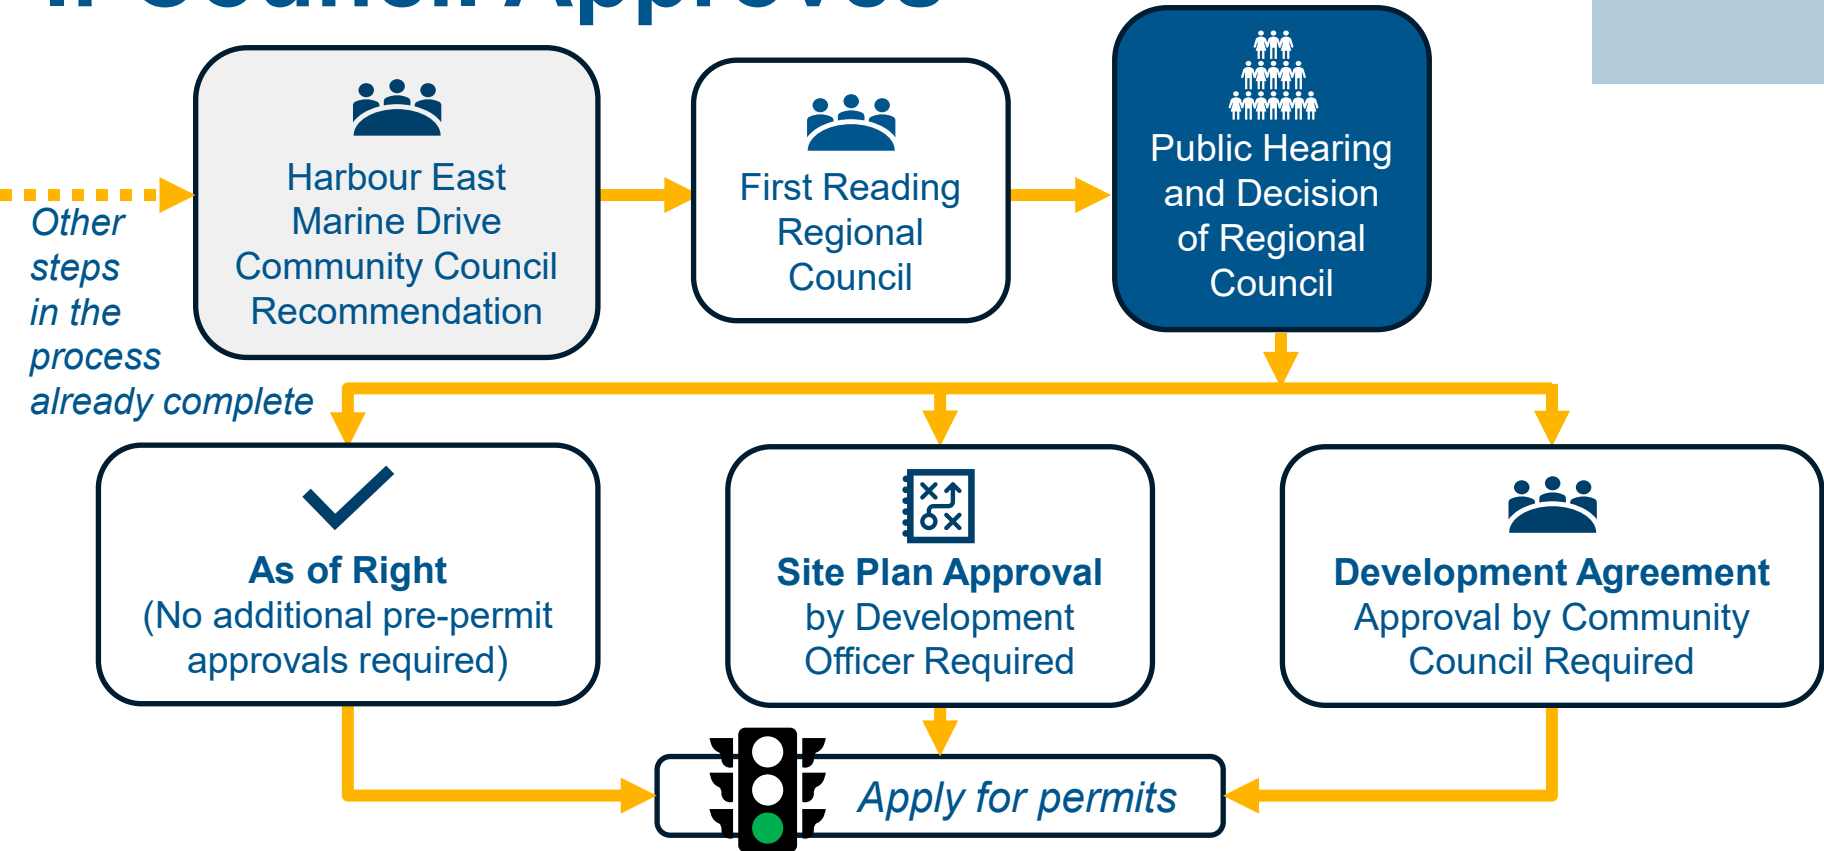 Council Approves
Harbour East
Marine Drive
Community Council
Recommendation
First Reading
Regional
Council
Public Hearing
and Decision
of Regional
Council
Other
steps
in the
process
already complete
As of Right
(No additional pre-permit
approvals required)
Site Plan Approval
by Development
Officer Required
Development Agreement
Approval by Community
Council Required
Apply for permits